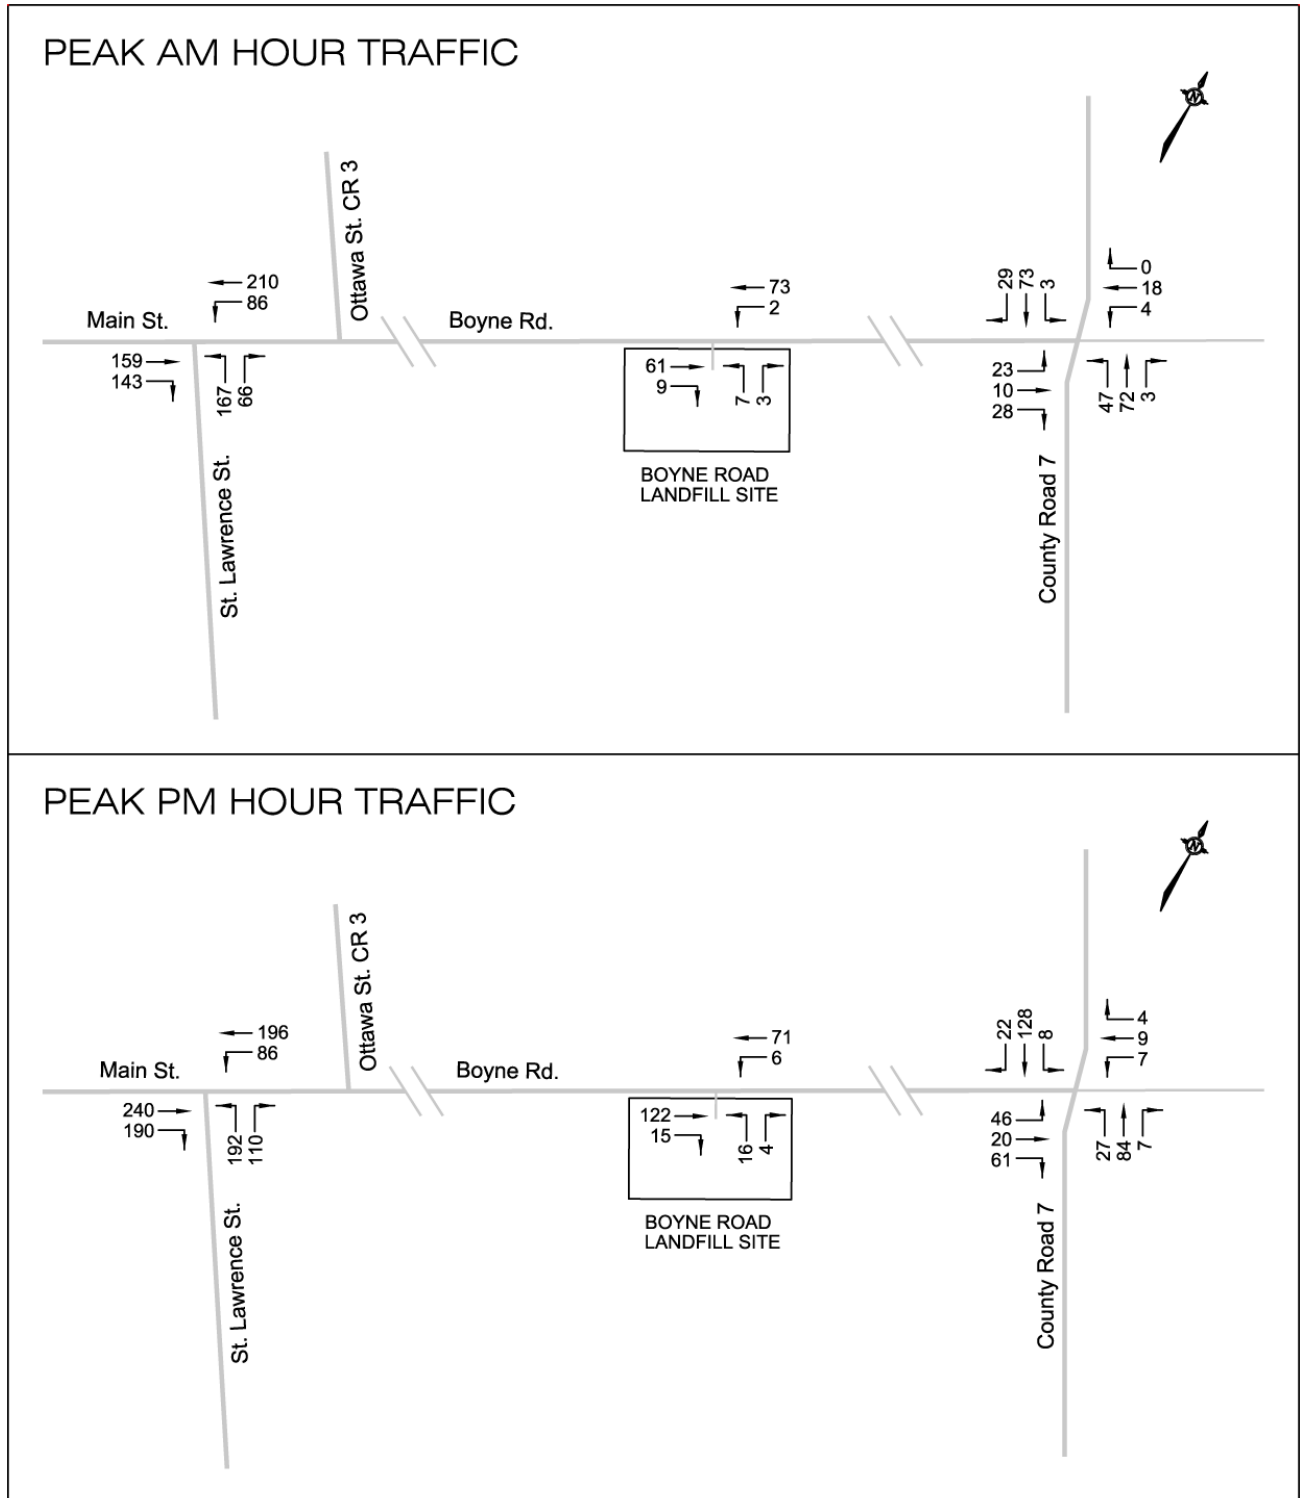 PEAK AM HOUR TRAFFIC
N
Ottawa St. CR 3
210
86
Main St.
159
143
167
66
St. Lawrence St.
Boyne Rd.
73
2
61
9
7
3
BOYNE ROAD
LANDFILL SITE
29
73
3
0
18
4
23
10
28
47
72
3
County Road 7
PEAK PM HOUR TRAFFIC
N
Ottawa St. CR 3
196
86
Main St.
240
190
192
110
St. Lawrence St.
Boyne Rd.
71
6
122
15
16
4
BOYNE ROAD
LANDFILL SITE
22
128
8
4
9
7
46
20
61
27
84
7
County Road 7